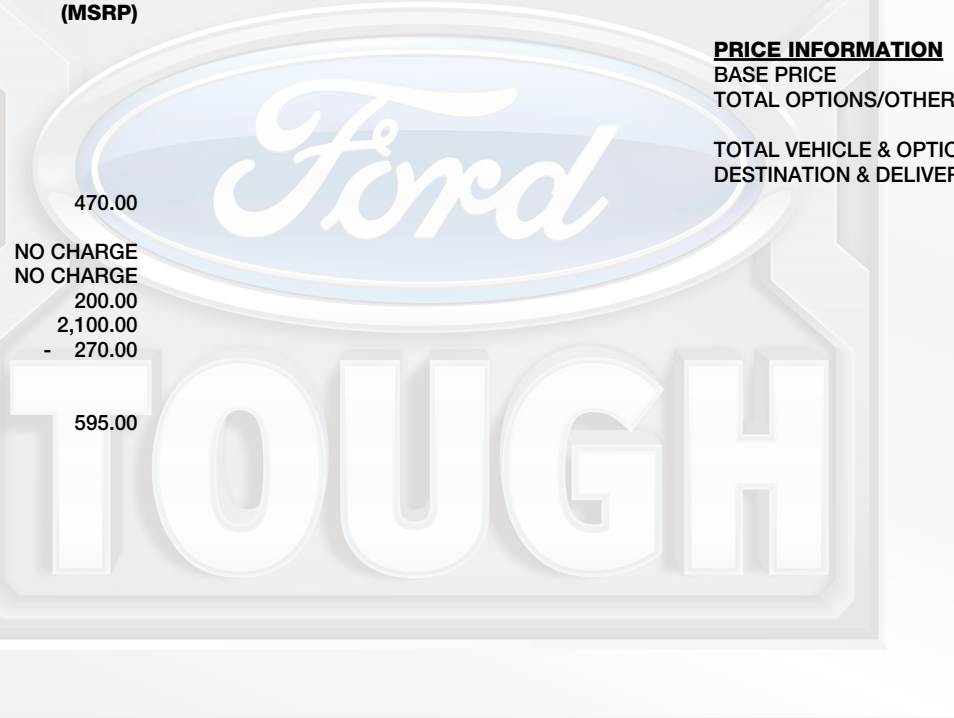 (MSRP)
470.00
NO CHARGE
NO CHARGE
200.00
2,100.00
- 270.00
595.00
PRICE INFORMATION
BASE PRICE
TOTAL OPTIONS/OTHER
TOTAL VEHICLE & OPTIO
DESTINATION & DELIVER
Ford
TOUGH